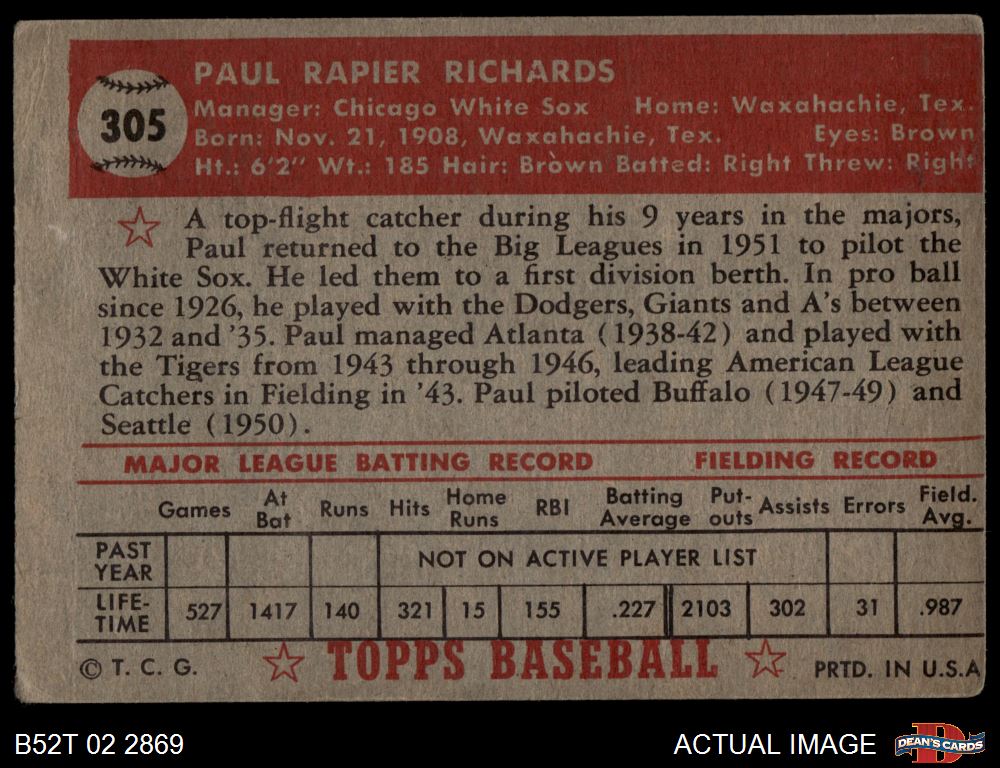 305
PAUL RAPIER RICHARDS
Manager: Chicago White Sox Home: Waxahachie, Tex.
Born: Nov. 21, 1908, Waxahachie, Tex. Eyes: Brown
Ht.: 6'2" Wt.: 185 Hair: Brown Batted: Right Threw: Right
A top-flight catcher during his 9 years in the majors,
Paul returned to the Big Leagues in 1951 to pilot the
White Sox. He led them to a first division berth. In pro ball
since 1926, he played with the Dodgers, Giants and A's between
1932 and '35. Paul managed Atlanta (1938-42) and played with
the Tigers from 1943 through 1946, leading American League
Catchers in Fielding in '43. Paul piloted Buffalo (1947-49) and
Seattle (1950).
MAJOR LEAGUE BATTING RECORD FIELDING RECORD
Games At Bat Runs Hits Home Runs RBI Batting Average Put-outs Assists Errors Field. Avg.
PAST YEAR NOT ON ACTIVE PLAYER LIST
LIFE-TIME 527 1417 140 321 15 155 .227 2103 302 31 .987
© T. C. G. TOPPS BASEBALL PRTD. IN U.S.A
B52T 02 2869 ACTUAL IMAGE D DEAN'S CARDS